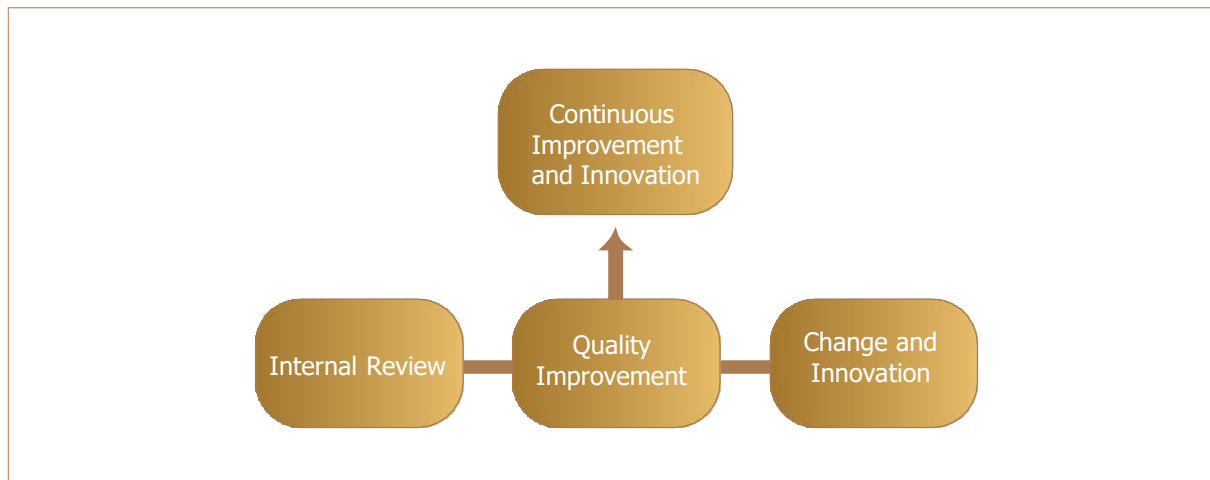 Continuous
Improvement
and Innovation
Internal Review
Quality
Improvement
Change and
Innovation